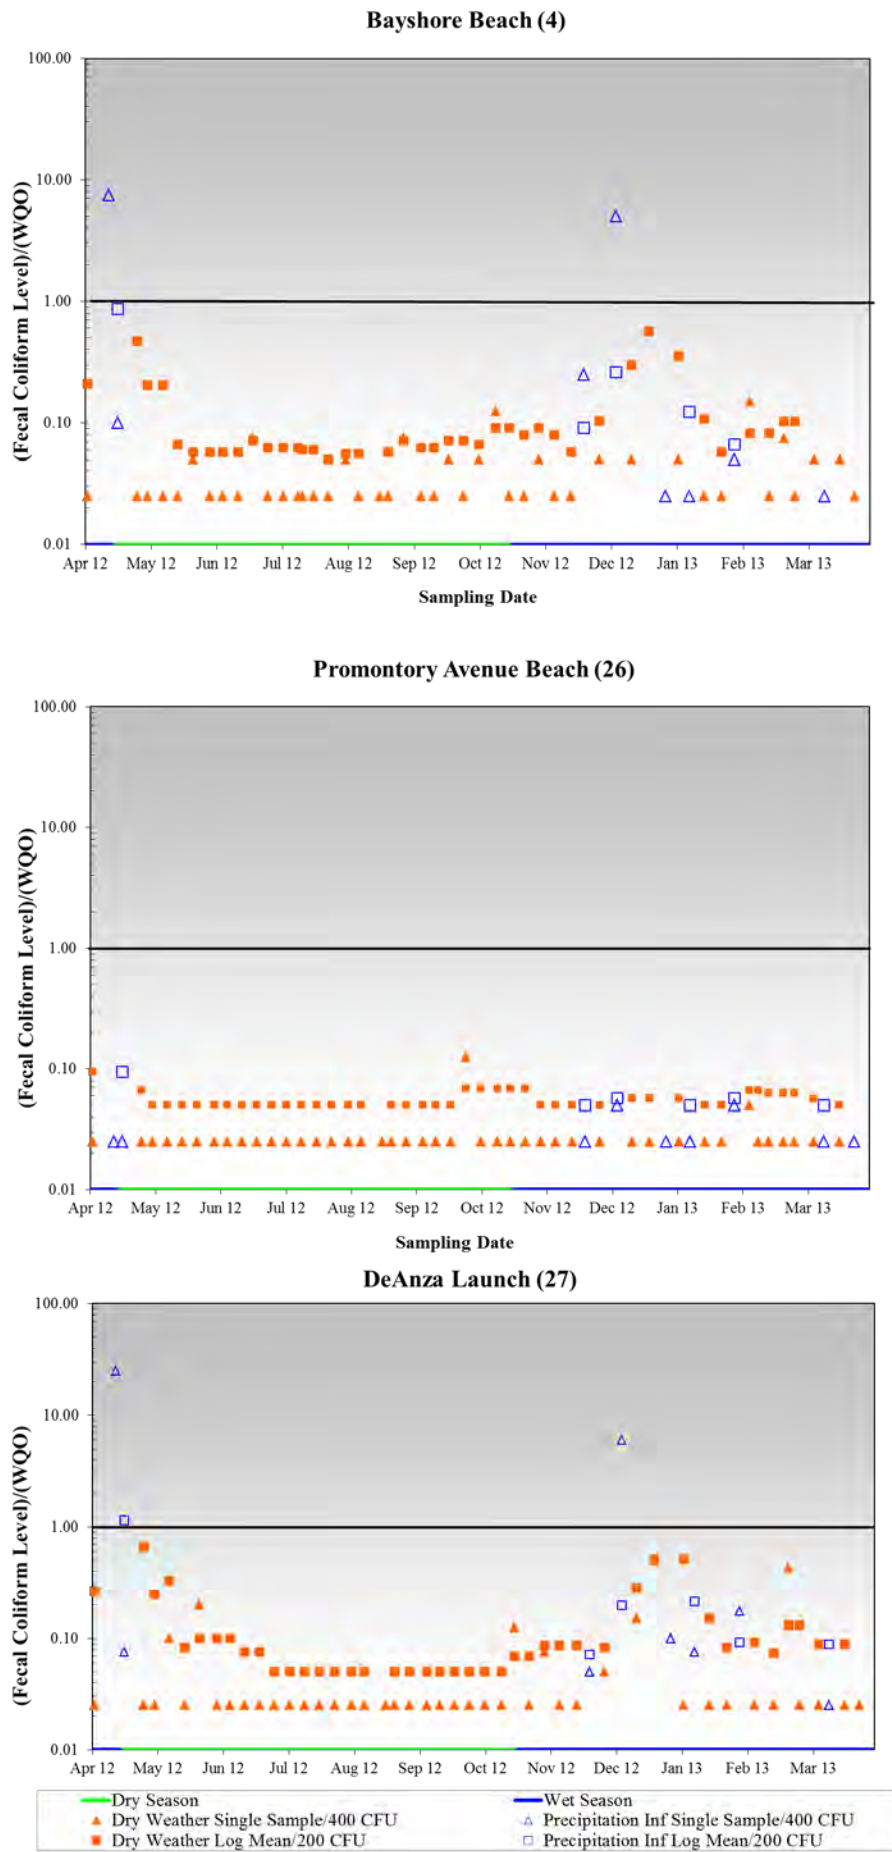 Bayshore Beach (4)
100.00
10.00
1.00
0.10
0.01
(Fecal Coliform Level)/(WQO)
Apr 12 May 12 Jun 12 Jul 12 Aug 12 Sep 12 Oct 12 Nov 12 Dec 12 Jan 13 Feb 13 Mar 13
Sampling Date
Promontory Avenue Beach (26)
100.00
10.00
1.00
0.10
0.01
(Fecal Coliform Level)/(WQO)
Apr 12 May 12 Jun 12 Jul 12 Aug 12 Sep 12 Oct 12 Nov 12 Dec 12 Jan 13 Feb 13 Mar 13
Sampling Date
DeAnza Launch (27)
100.00
10.00
1.00
0.10
0.01
(Fecal Coliform Level)/(WQO)
Apr 12 May 12 Jun 12 Jul 12 Aug 12 Sep 12 Oct 12 Nov 12 Dec 12 Jan 13 Feb 13 Mar 13
Dry Season Wet Season
Dry Weather Single Sample/400 CFU Precipitation Inf Single Sample/400 CFU
Dry Weather Log Mean/200 CFU Precipitation Inf Log Mean/200 CFU